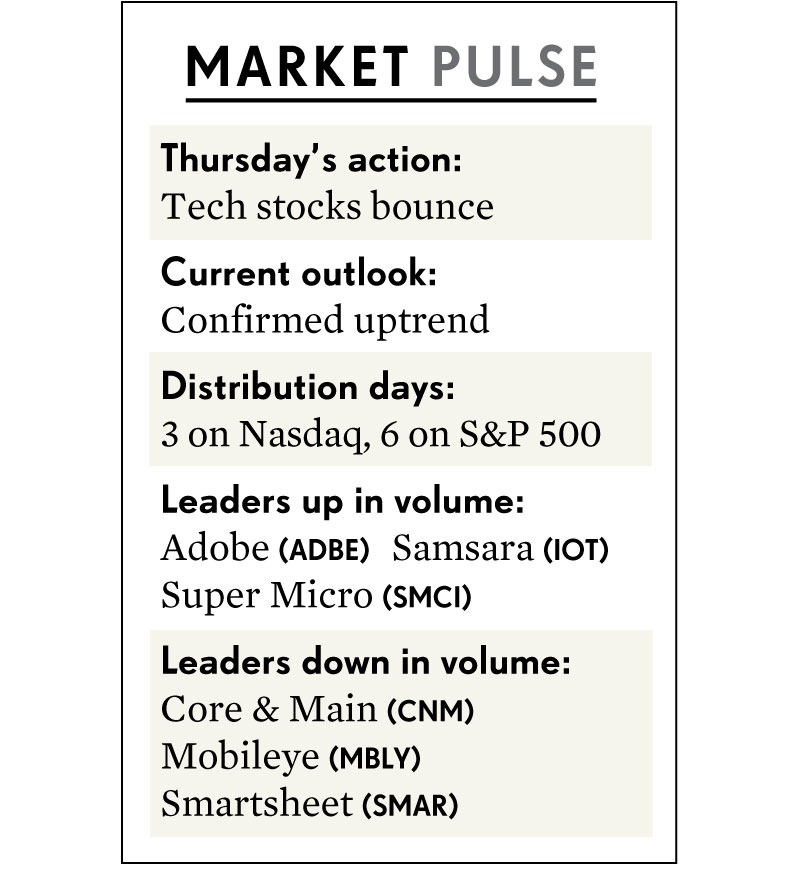 MARKET PULSE
Thursday’s action:
Tech stocks bounce
Current outlook:
Confirmed uptrend
Distribution days:
3 on Nasdaq, 6 on S&P 500
Leaders up in volume:
Adobe (ADBE) Samsara (IOT)
Super Micro (SMCI)
Leaders down in volume:
Core & Main (CNM)
Mobileye (MBLY)
Smartsheet (SMAR)